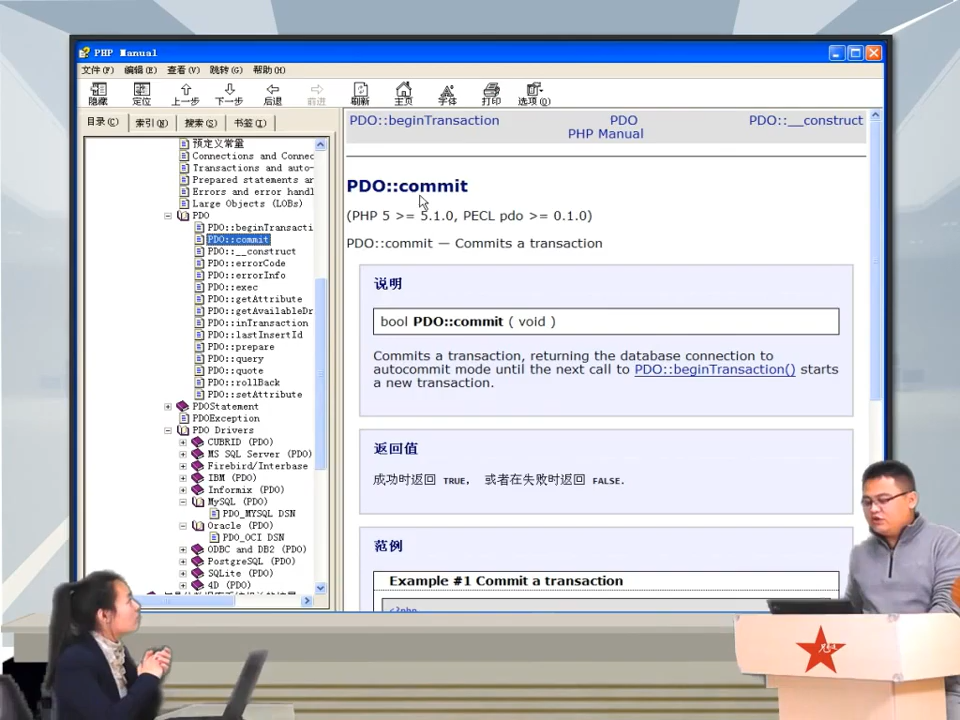 PHP Manual
文件(F) 编辑(E) 查看(V) 跳转(G) 帮助(H)
隐藏 定位 上一步 下一步 后退 前进 刷新 主页 字体 打印 选项(O)
目录(C) 索引(N) 搜索(S) 书签(I)
预定义常量
Connections and Connec
Transactions and auto-
Prepared statements a
Errors and error handl
Large Objects (LOBs)
PDO
PDO::beginTransacti
PDO::commit
PDO::__construct
PDO::errorCode
PDO::errorInfo
PDO::exec
PDO::getAttribute
PDO::getAvailableDr
PDO::inTransaction
PDO::lastInsertId
PDO::prepare
PDO::query
PDO::quote
PDO::rollBack
PDO::setAttribute
PDOStatement
PDOException
PDO Drivers
CUBRID (PDO)
MS SQL Server (PDO)
Firebird/Interbase
IBM (PDO)
Informix (PDO)
MySQL (PDO)
PDO_MYSQL DSN
Oracle (PDO)
PDO_OCI DSN
ODBC and DB2 (PDO)
PostgreSQL (PDO)
SQLite (PDO)
4D (PDO)
PDO::beginTransaction PDO PDO::__construct
PHP Manual
PDO::commit
(PHP 5 >= 5.1.0, PECL pdo >= 0.1.0)
PDO::commit — Commits a transaction
说明
bool PDO::commit ( void )
Commits a transaction, returning the database connection to
autocommit mode until the next call to PDO::beginTransaction() starts
a new transaction.
返回值
成功时返回 TRUE， 或者在失败时返回 FALSE.
范例
Example #1 Commit a transaction
<?php